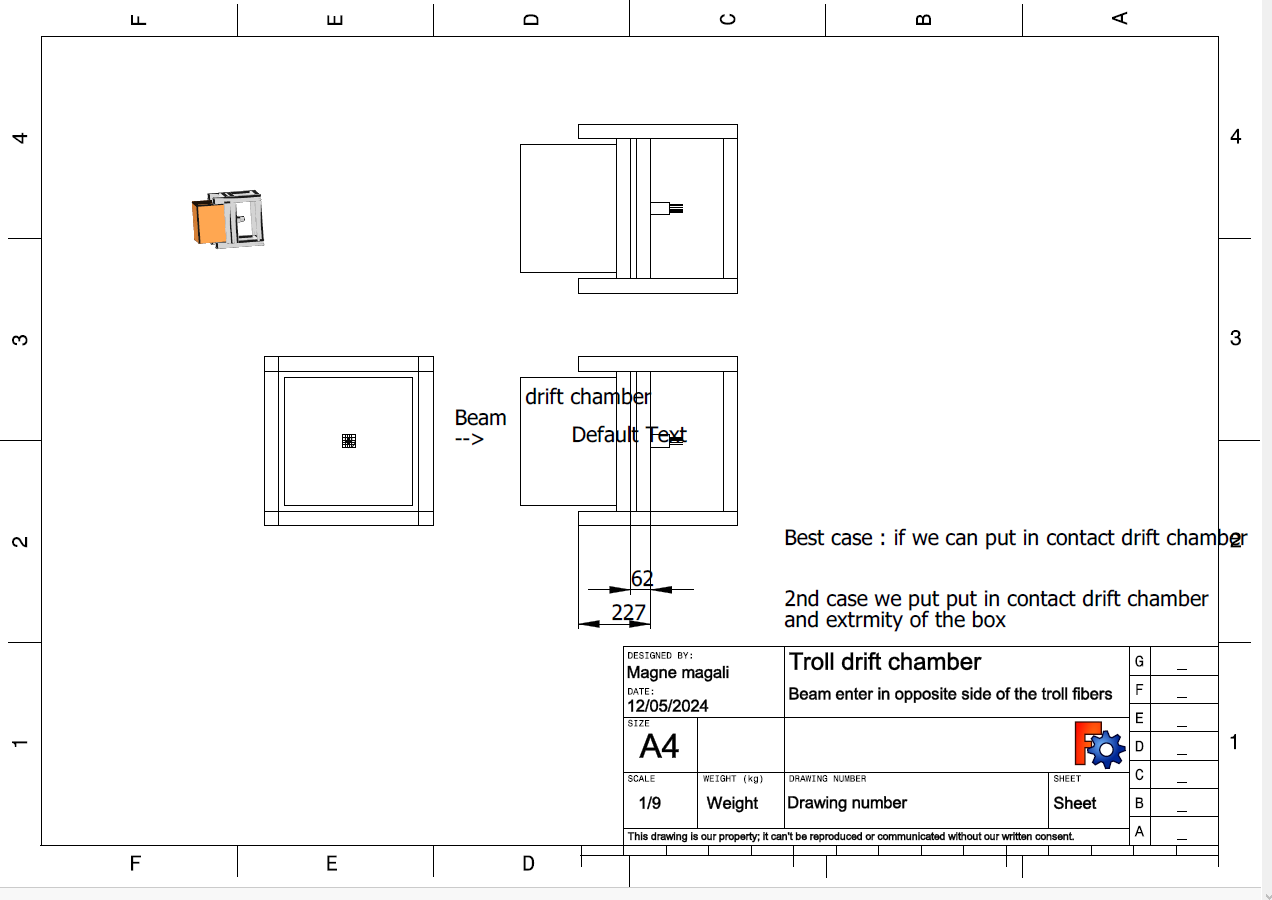 F E D C B A
4 4
3 3
drift chamber
Beam
-->
Default Text
Best case : if we can put in contact drift chamber
2 2
62
2nd case we put put in contact drift chamber
and extrmity of the box
227
DESIGNED BY:
Magne magali
DATE:
12/05/2024
Troll drift chamber
Beam enter in opposite side of the troll fibers
G _
F _
E _
D _
C _
B _
A _
SIZE
A4
1 1
SCALE
1/9
WEIGHT (kg)
Weight
DRAWING NUMBER
Drawing number
SHEET
Sheet
This drawing is our property; it can't be reproduced or communicated without our written consent.
F E D